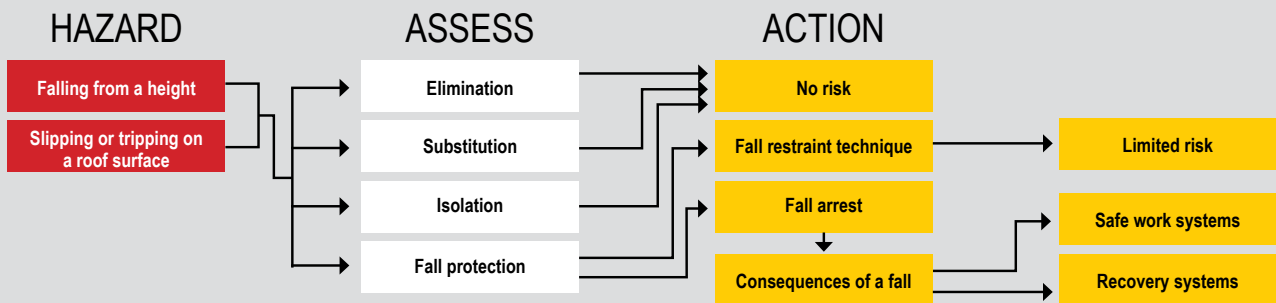 HAZARD
ASSESS
ACTION
Falling from a height
Slipping or tripping on
a roof surface
Elimination
Substitution
Isolation
Fall protection
No risk
Fall restraint technique
Fall arrest
Consequences of a fall
Limited risk
Safe work systems
Recovery systems